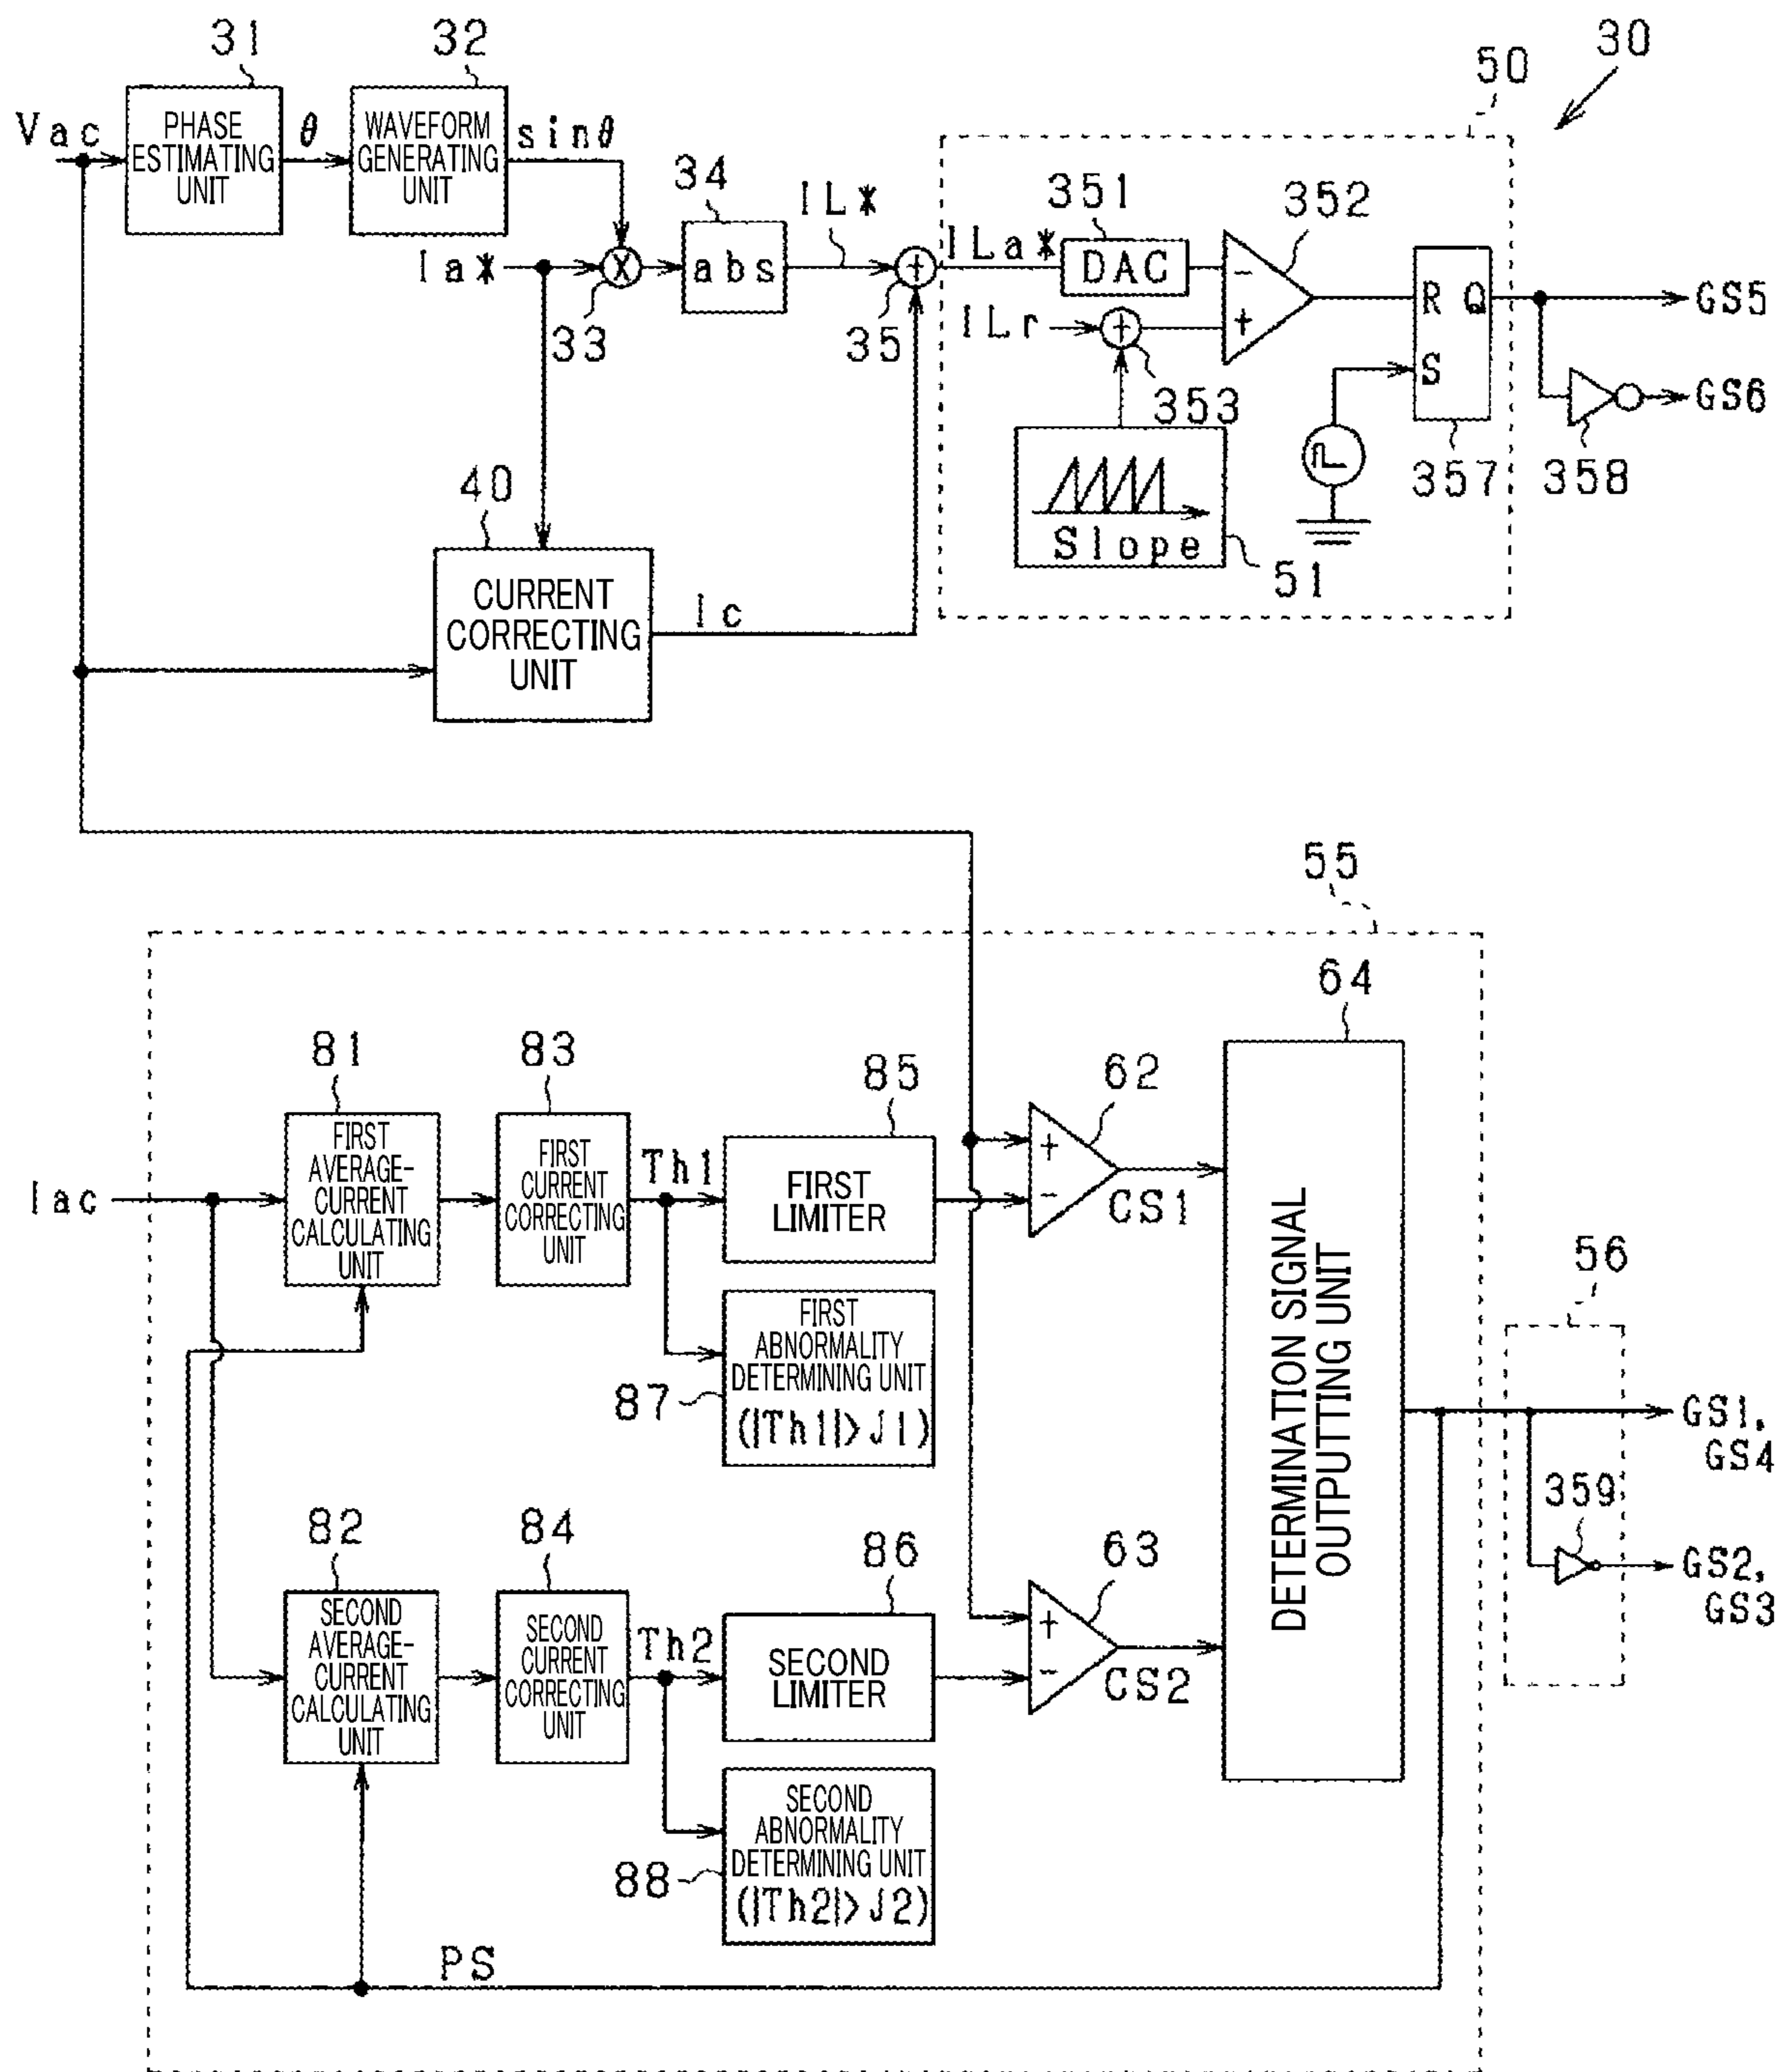 31
32
30
50
Vac
PHASE
ESTIMATING
UNIT
θ
WAVEFORM
GENERATING
UNIT
sinθ
34
IL*
351
352
Ia*
X
abs
+
ILa*
DAC
-
+
R Q
S
GS5
33
35
ILr
+
353
GS6
Slope
51
357
358
40
CURRENT
CORRECTING
UNIT
Ic
55
64
81
83
85
62
FIRST
AVERAGE-
CURRENT
CALCULATING
UNIT
FIRST
CURRENT
CORRECTING
UNIT
Th1
FIRST
LIMITER
+
-
CS1
Iac
DETERMINATION SIGNAL
OUTPUTTING UNIT
56
FIRST
ABNORMALITY
DETERMINING UNIT
(|Th1|>J1)
87
GS1,
GS4
359
GS2,
GS3
82
84
86
63
SECOND
AVERAGE-
CURRENT
CALCULATING
UNIT
SECOND
CURRENT
CORRECTING
UNIT
Th2
SECOND
LIMITER
+
-
CS2
SECOND
ABNORMALITY
DETERMINING UNIT
(|Th2|>J2)
88
PS